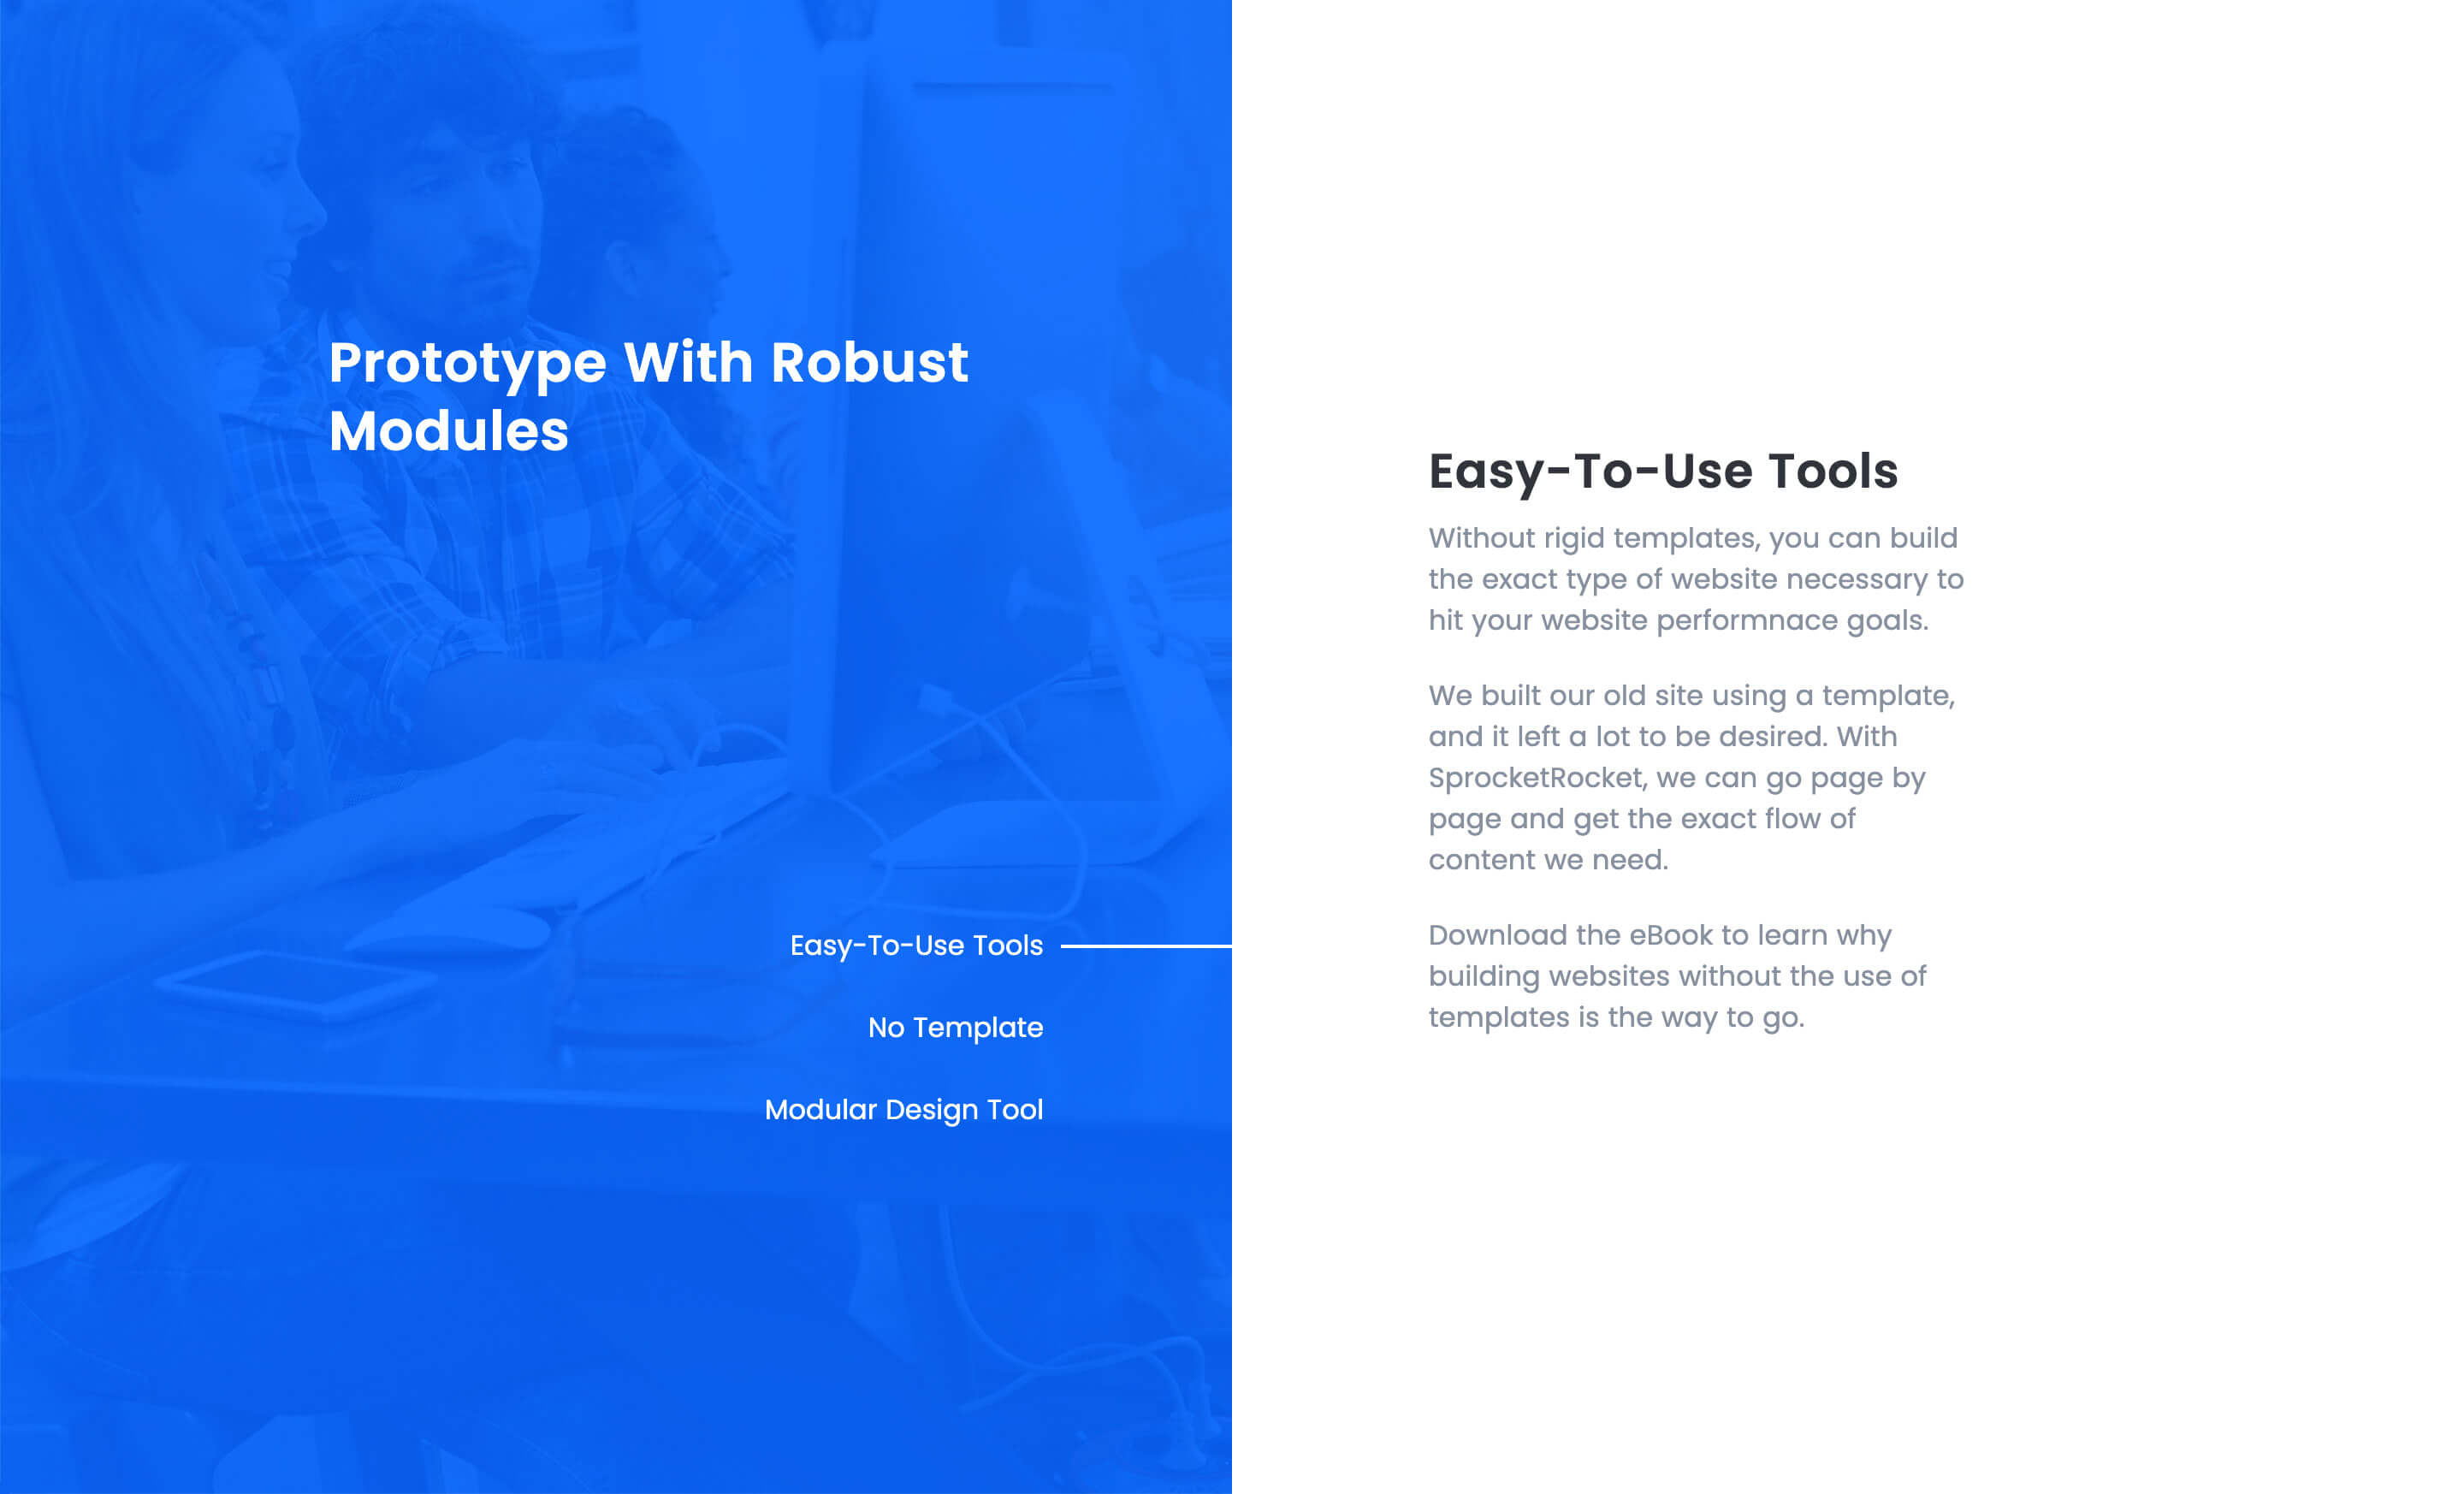 Prototype With Robust
Modules
Easy-To-Use Tools
No Template
Modular Design Tool
Easy-To-Use Tools
Without rigid templates, you can build
the exact type of website necessary to
hit your website performnace goals.
We built our old site using a template,
and it left a lot to be desired. With
SprocketRocket, we can go page by
page and get the exact flow of
content we need.
Download the eBook to learn why
building websites without the use of
templates is the way to go.